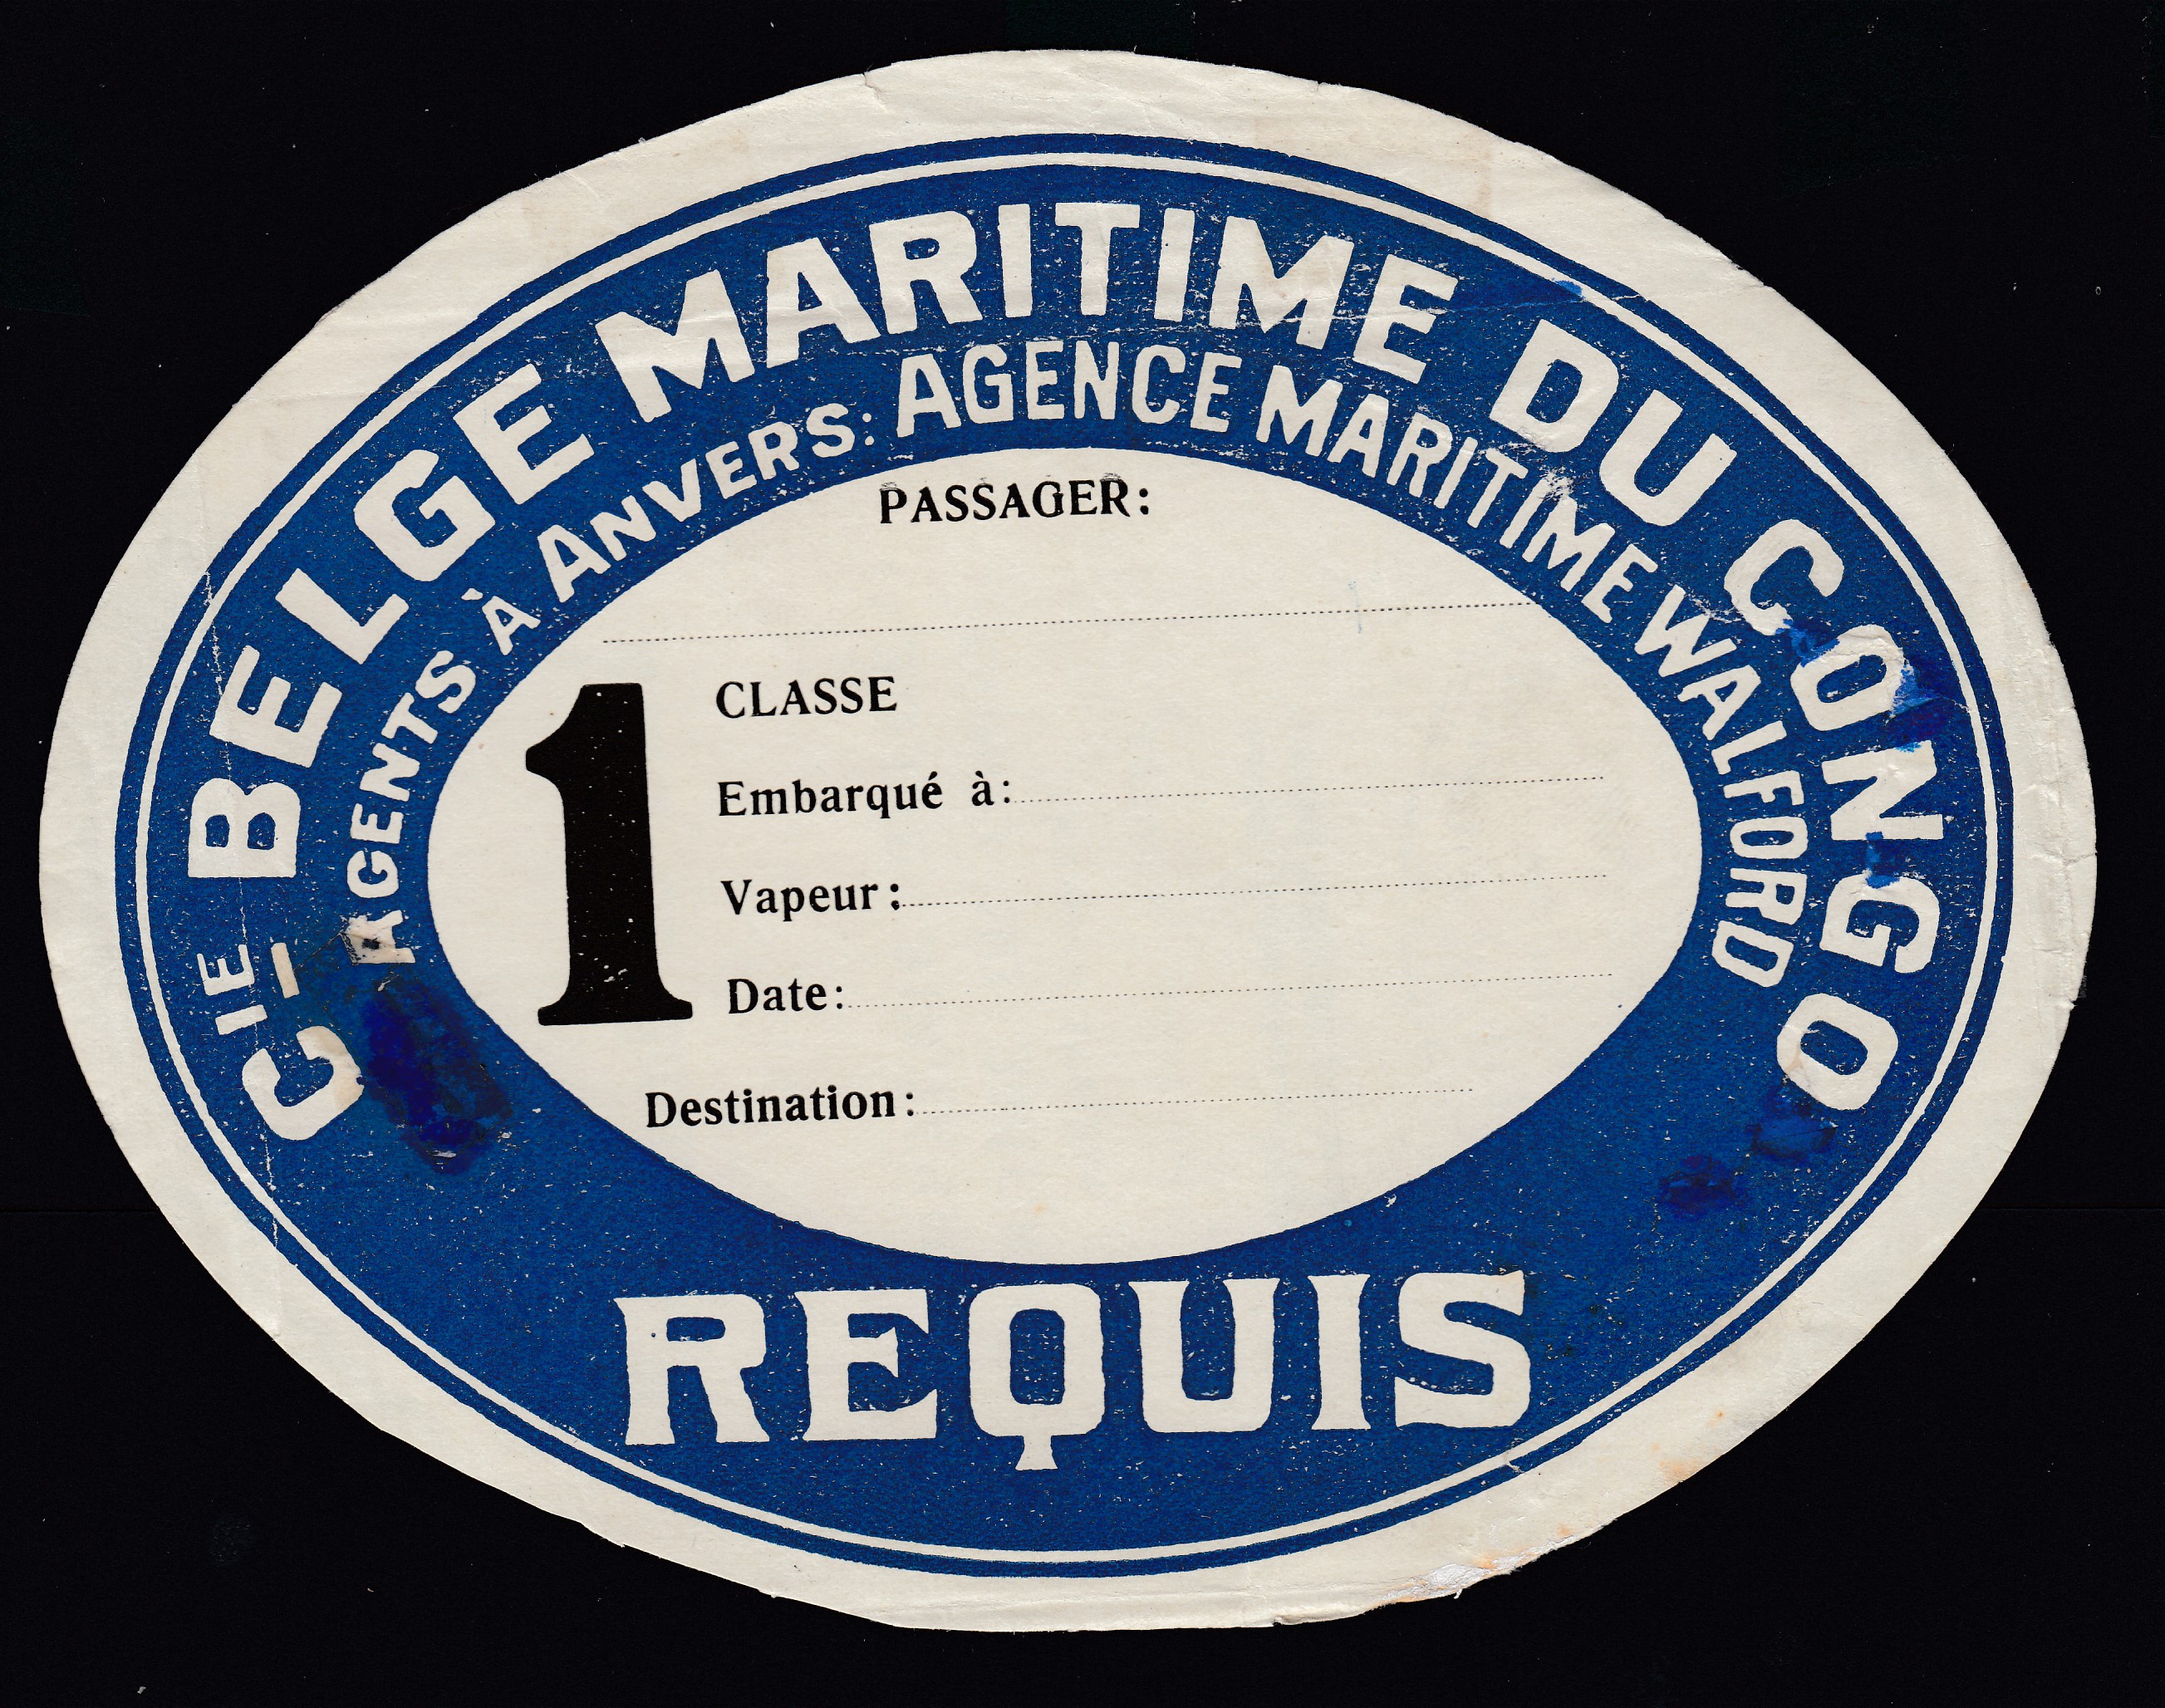 CIE BELGE MARITIME DU CONGO
AGENTS À ANVERS: AGENCE MARITIME WALFORD
PASSAGER:
1 CLASSE
Embarqué à:
Vapeur:
Date:
Destination:
REQUIS